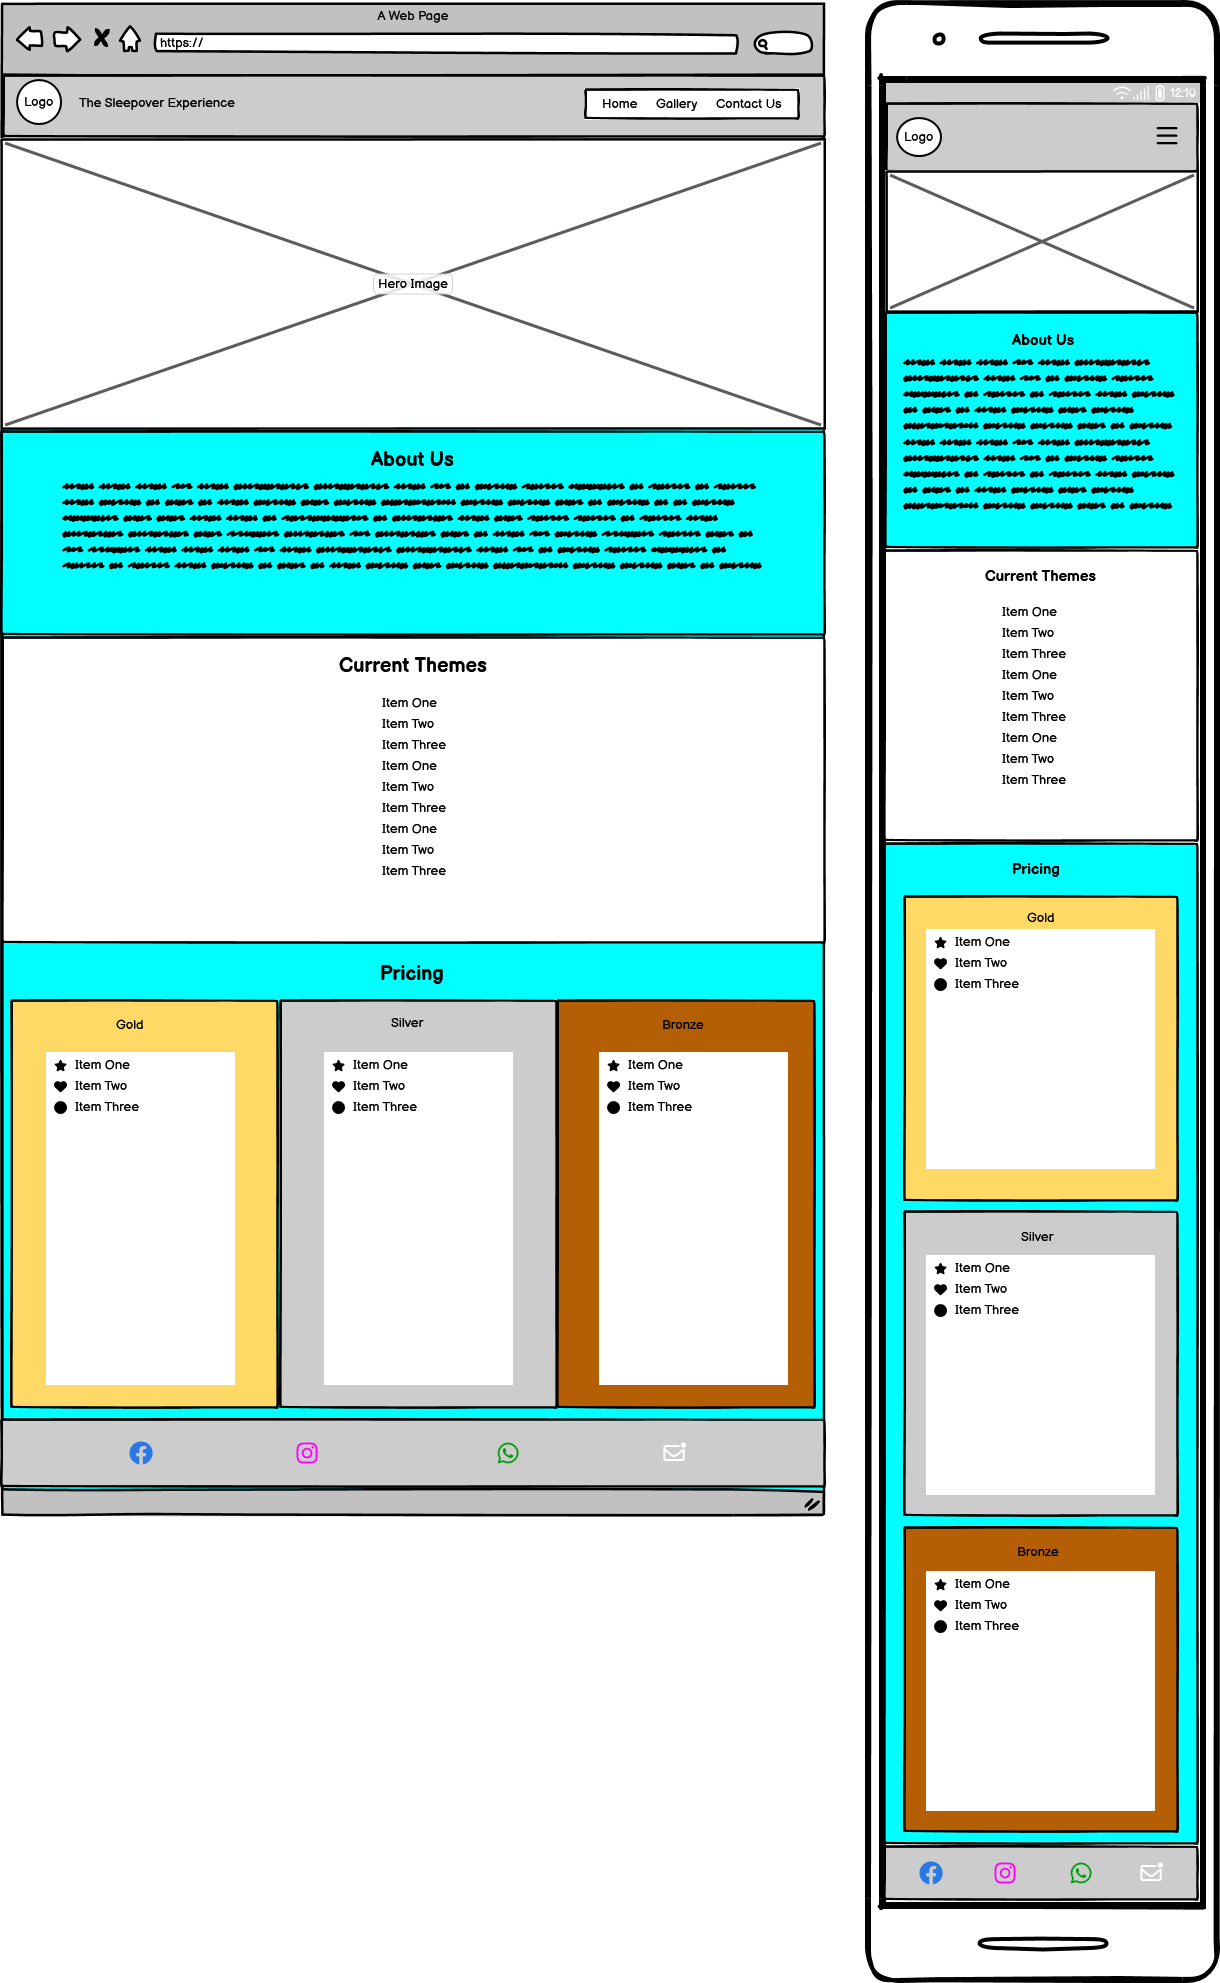 A Web Page
https://
Logo
The Sleepover Experience
Home Gallery Contact Us
Hero Image
About Us
Current Themes
Item One
Item Two
Item Three
Item One
Item Two
Item Three
Item One
Item Two
Item Three
Pricing
Gold
Item One
Item Two
Item Three
Silver
Item One
Item Two
Item Three
Bronze
Item One
Item Two
Item Three
12:10
Logo
About Us
Current Themes
Item One
Item Two
Item Three
Item One
Item Two
Item Three
Item One
Item Two
Item Three
Pricing
Gold
Item One
Item Two
Item Three
Silver
Item One
Item Two
Item Three
Bronze
Item One
Item Two
Item Three